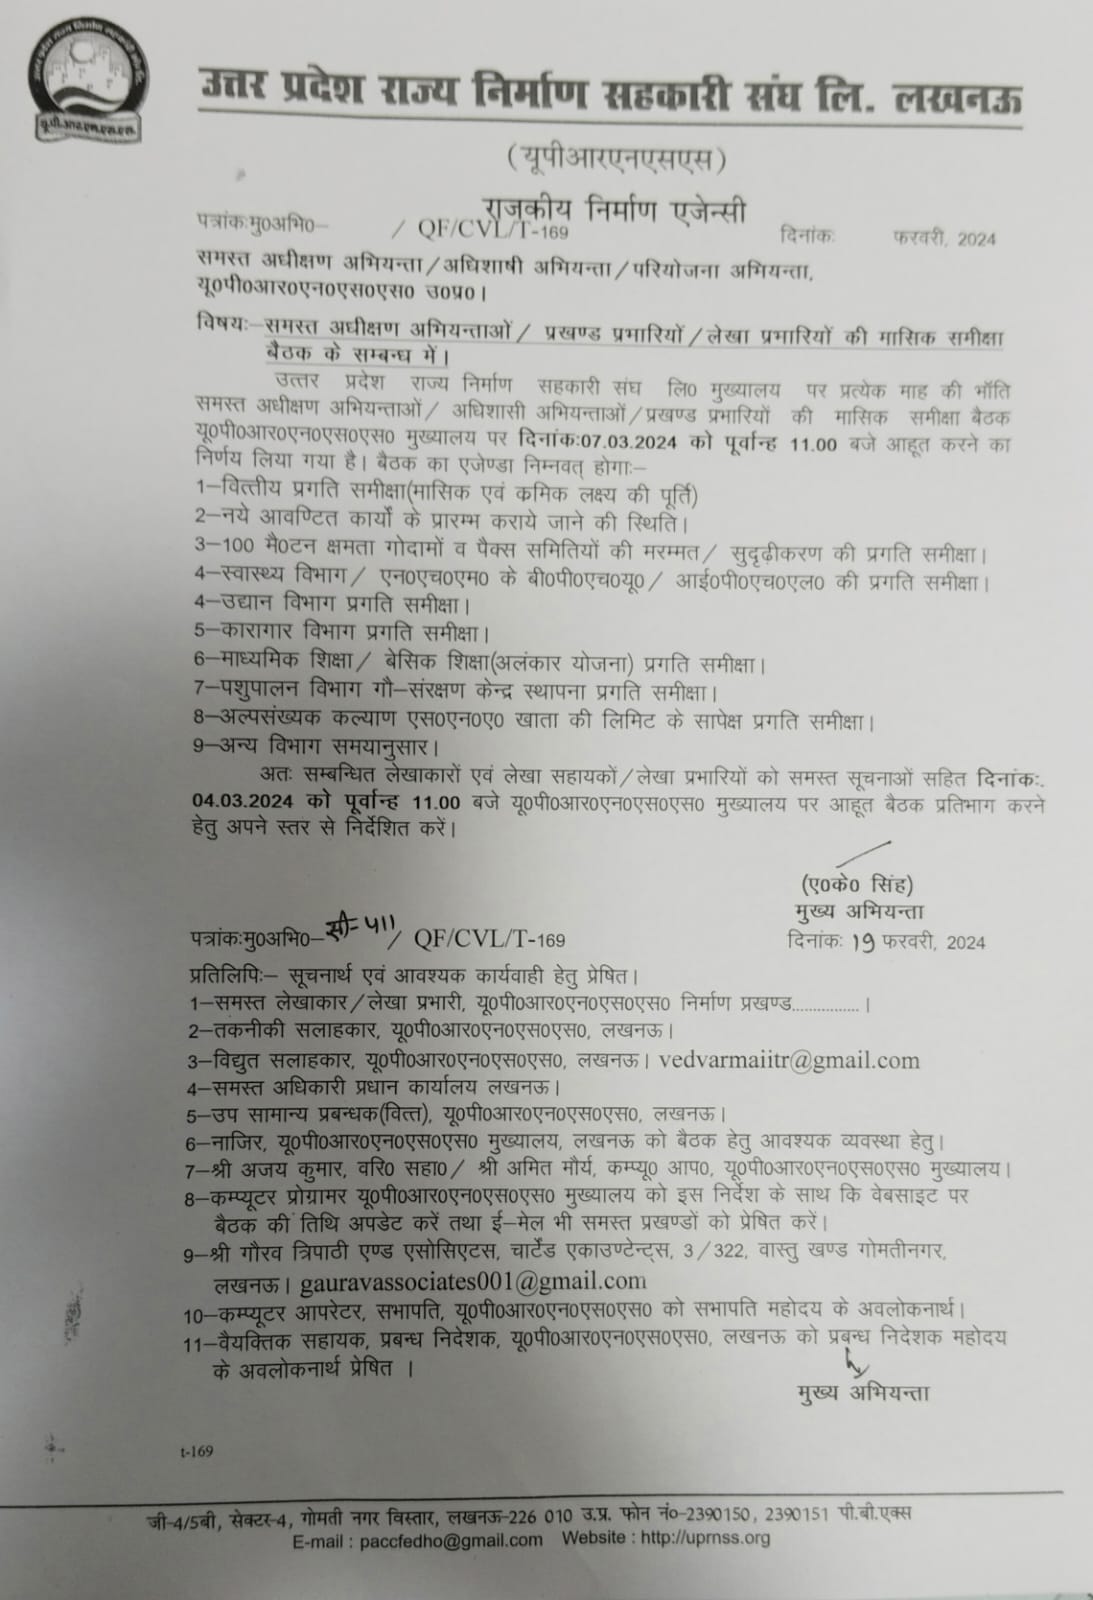 उत्तर प्रदेश राज्य निर्माण सहकारी संघ लि. लखनऊ
यू.पी.आर.एन.एस.एस.
(यूपीआरएनएसएस)
राजकीय निर्माण एजेन्सी
पत्रांक:मु0अभि0– / QF/CVL/T-169 दिनांक: फरवरी, 2024
समस्त अधीक्षण अभियन्ता/अधिशाषी अभियन्ता/परियोजना अभियन्ता,
यू0पी0आर0एन0एस0एस0 उ0प्र0।
विषय:–समस्त अधीक्षण अभियन्ताओं/ प्रखण्ड प्रभारियों/लेखा प्रभारियों की मासिक समीक्षा
बैठक के सम्बन्ध में।
उत्तर प्रदेश राज्य निर्माण सहकारी संघ लि0 मुख्यालय पर प्रत्येक माह की भॉति
समस्त अधीक्षण अभियन्ताओं/ अधिशासी अभियन्ताओं/प्रखण्ड प्रभारियों की मासिक समीक्षा बैठक
यू0पी0आर0एन0एस0एस0 मुख्यालय पर दिनांक:07.03.2024 को पूर्वान्ह 11.00 बजे आहूत करने का
निर्णय लिया गया है। बैठक का एजेण्डा निम्नवत् होगा:–
1–वित्तीय प्रगति समीक्षा(मासिक एवं क्रमिक लक्ष्य की पूर्ति)
2–नये आवण्टित कार्यों के प्रारम्भ कराये जाने की स्थिति।
3–100 मै0टन क्षमता गोदामों व पैक्स समितियों की मरम्मत/ सुदृढ़ीकरण की प्रगति समीक्षा।
4–स्वास्थ्य विभाग/ एन0एच0एम0 के बी0पी0एच0यू0/ आई0पी0एच0एल0 की प्रगति समीक्षा।
4–उद्यान विभाग प्रगति समीक्षा।
5–कारागार विभाग प्रगति समीक्षा।
6–माध्यमिक शिक्षा/ बेसिक शिक्षा(अलंकार योजना) प्रगति समीक्षा।
7–पशुपालन विभाग गौ–संरक्षण केन्द्र स्थापना प्रगति समीक्षा।
8–अल्पसंख्यक कल्याण एस0एन0ए0 खाता की लिमिट के सापेक्ष प्रगति समीक्षा।
9–अन्य विभाग समयानुसार।
अतः सम्बन्धित लेखाकारों एवं लेखा सहायकों/लेखा प्रभारियों को समस्त सूचनाओं सहित दिनांक:.
04.03.2024 को पूर्वान्ह 11.00 बजे यू0पी0आर0एन0एस0एस0 मुख्यालय पर आहूत बैठक प्रतिभाग करने
हेतु अपने स्तर से निर्देशित करें।
(ए0के0 सिंह)
मुख्य अभियन्ता
पत्रांक:मु0अभि0–सी-411/ QF/CVL/T-169 दिनांक: 19 फरवरी, 2024
प्रतिलिपि:– सूचनार्थ एवं आवश्यक कार्यवाही हेतु प्रेषित।
1–समस्त लेखाकार/लेखा प्रभारी, यू0पी0आर0एन0एस0एस0 निर्माण प्रखण्ड................।
2–तकनीकी सलाहकार, यू0पी0आर0एन0एस0एस0, लखनऊ।
3–विद्युत सलाहकार, यू0पी0आर0एन0एस0एस0, लखनऊ। vedvarmaiitr@gmail.com
4–समस्त अधिकारी प्रधान कार्यालय लखनऊ।
5–उप सामान्य प्रबन्धक(वित्त), यू0पी0आर0एन0एस0एस0, लखनऊ।
6–नाजिर, यू0पी0आर0एन0एस0एस0 मुख्यालय, लखनऊ को बैठक हेतु आवश्यक व्यवस्था हेतु।
7–श्री अजय कुमार, वरि0 सहा0/ श्री अमित मौर्य, कम्प्यू0 आप0, यू0पी0आर0एन0एस0एस0 मुख्यालय।
8–कम्प्यूटर प्रोग्रामर यू0पी0आर0एन0एस0एस0 मुख्यालय को इस निर्देश के साथ कि वेबसाइट पर
बैठक की तिथि अपडेट करें तथा ई–मेल भी समस्त प्रखण्डों को प्रेषित करें।
9–श्री गौरव त्रिपाठी एण्ड एसोसिएटस, चार्टेड एकाउण्टेन्ट्स, 3/322, वास्तु खण्ड गोमतीनगर,
लखनऊ। gauravassociates001@gmail.com
10–कम्प्यूटर आपरेटर, सभापति, यू0पी0आर0एन0एस0एस0 को सभापति महोदय के अवलोकनार्थ।
11–वैयक्तिक सहायक, प्रबन्ध निदेशक, यू0पी0आर0एन0एस0एस0, लखनऊ को प्रबन्ध निदेशक महोदय
के अवलोकनार्थ प्रेषित ।
मुख्य अभियन्ता
t-169
जी-4/5बी, सेक्टर-4, गोमती नगर विस्तार, लखनऊ-226 010 उ.प्र. फोन नं०-2390150, 2390151 पी.बी.एक्स
E-mail : paccfedho@gmail.com Website : http://uprnss.org